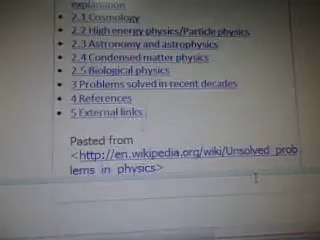 explanation
• 2.1 Cosmology
• 2.2 High energy physics/Particle physics
• 2.3 Astronomy and astrophysics
• 2.4 Condensed matter physics
• 2.5 Biological physics
• 3 Problems solved in recent decades
• 4 References
• 5 External links
Pasted from
<http://en.wikipedia.org/wiki/Unsolved_prob
lems_in_physics>